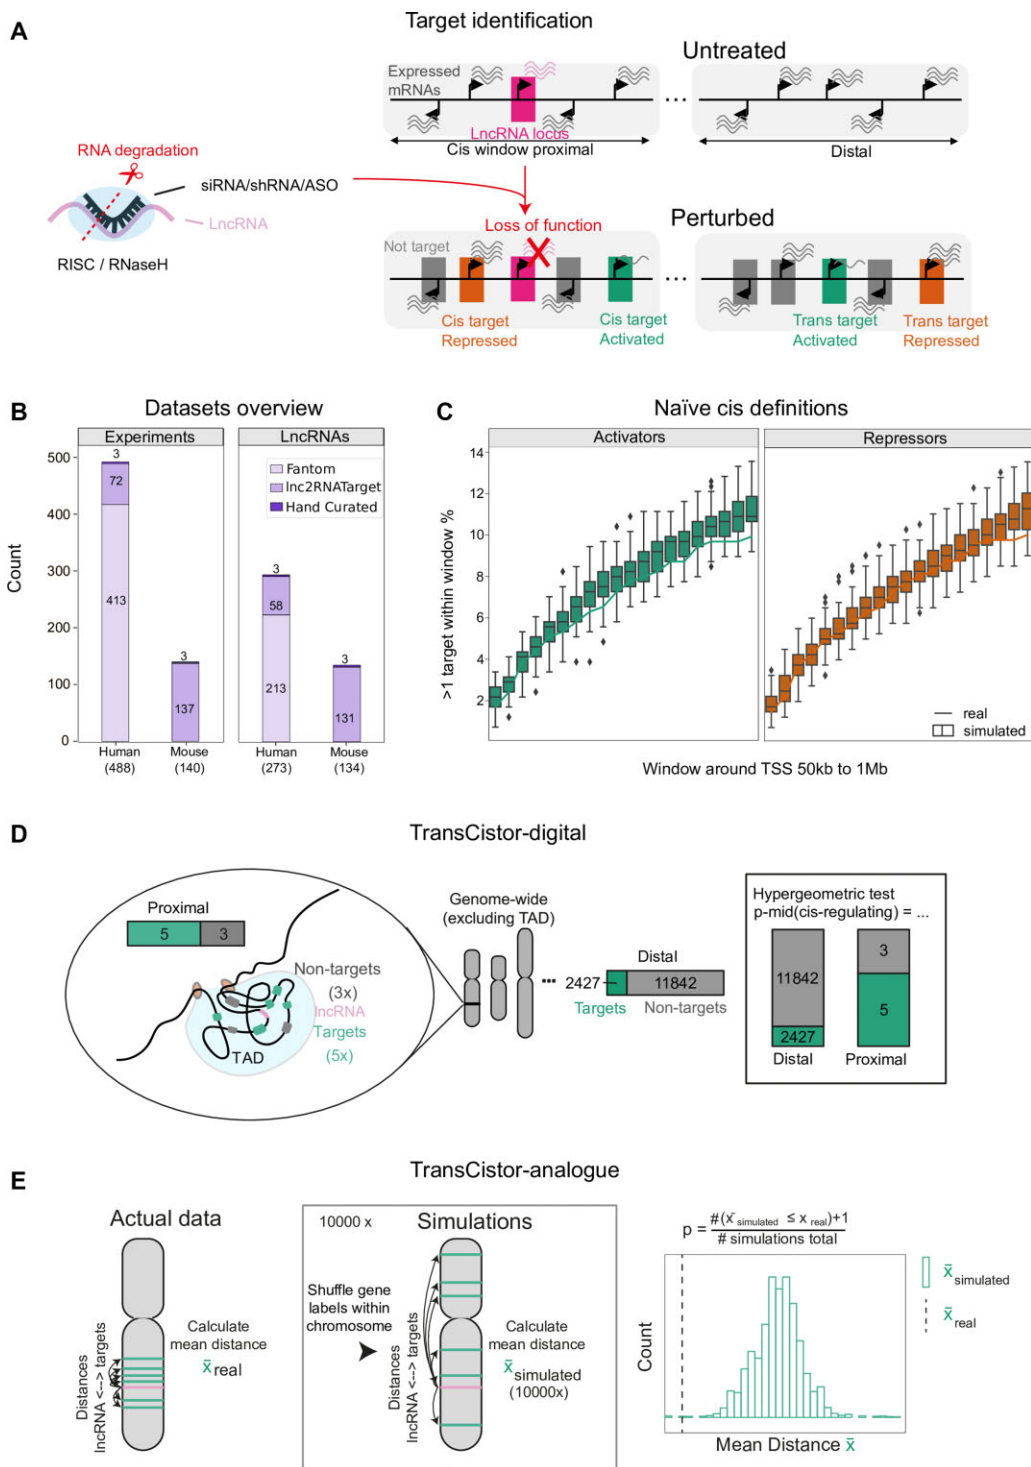 A
Target identification
Untreated
Expressed
mRNAs
LncRNA locus
Cis window proximal
Distal
RNA degradation
siRNA/shRNA/ASO
LncRNA
RISC / RNaseH
Loss of function
Perturbed
Not target
Cis target
Repressed
Cis target
Activated
Trans target
Activated
Trans target
Repressed
B
Datasets overview
Experiments
LncRNAs
Count
500
400
300
200
100
0
3
72
413
3
137
3
58
213
3
131
Fantom
lnc2RNATarget
Hand Curated
Human
(488)
Mouse
(140)
Human
(273)
Mouse
(134)
C
Naïve cis definitions
Activators
Repressors
>1 target within window %
14
12
10
8
6
4
2
real
simulated
Window around TSS 50kb to 1Mb
D
TransCistor-digital
Proximal
5
3
Non-targets
(3x)
lncRNA
Targets
(5x)
TAD
Genome-wide
(excluding TAD)
...
Distal
2427
11842
Targets
Non-targets
Hypergeometric test
p-mid(cis-regulating) = ...
11842
2427
Distal
3
5
Proximal
E
TransCistor-analogue
Actual data
Distances
lncRNA <--> targets
Calculate
mean distance
x̄ real
10000 x
Simulations
Shuffle gene
labels within
chromosome
Distances
lncRNA <--> targets
Calculate
mean distance
x̄ simulated
(10000x)
p = #(x̄ simulated ≤ x real)+1
# simulations total
Count
Mean Distance x̄
x̄ simulated
x̄ real